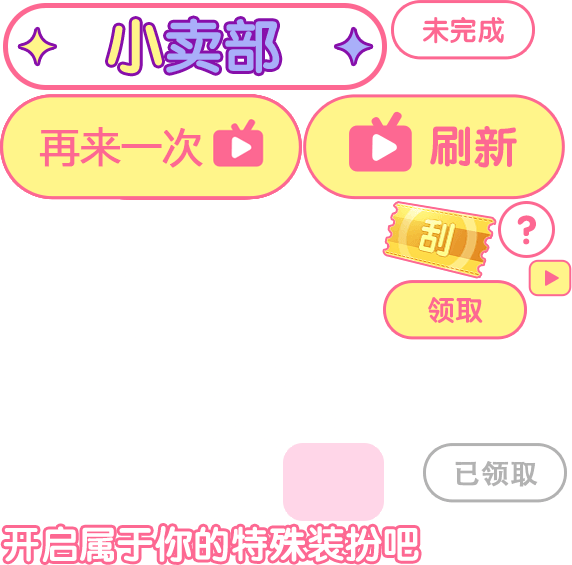 小卖部
未完成
再来一次
刷新
刮
?
领取
已领取
开启属于你的特殊装扮吧